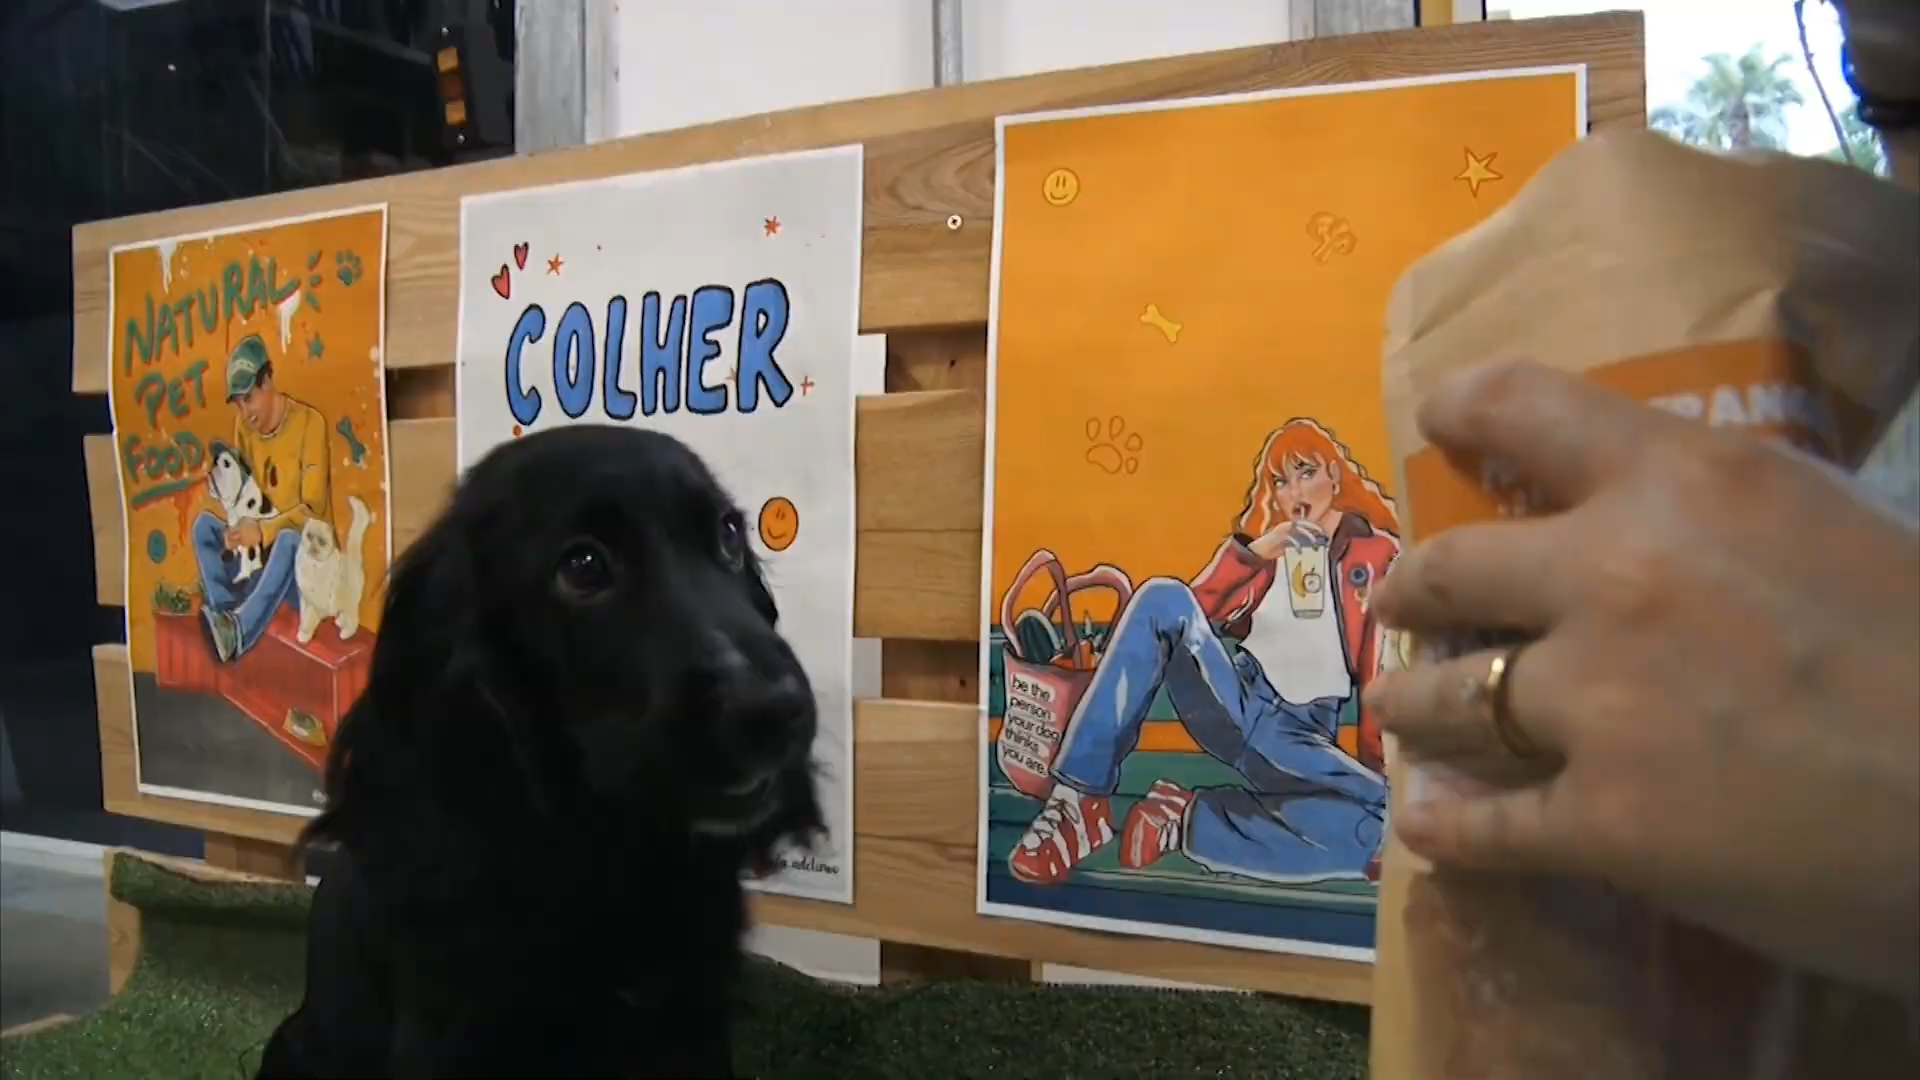 NATURAL
PET
FOOD
COLHER
be the
person
your dog
thinks
you are.